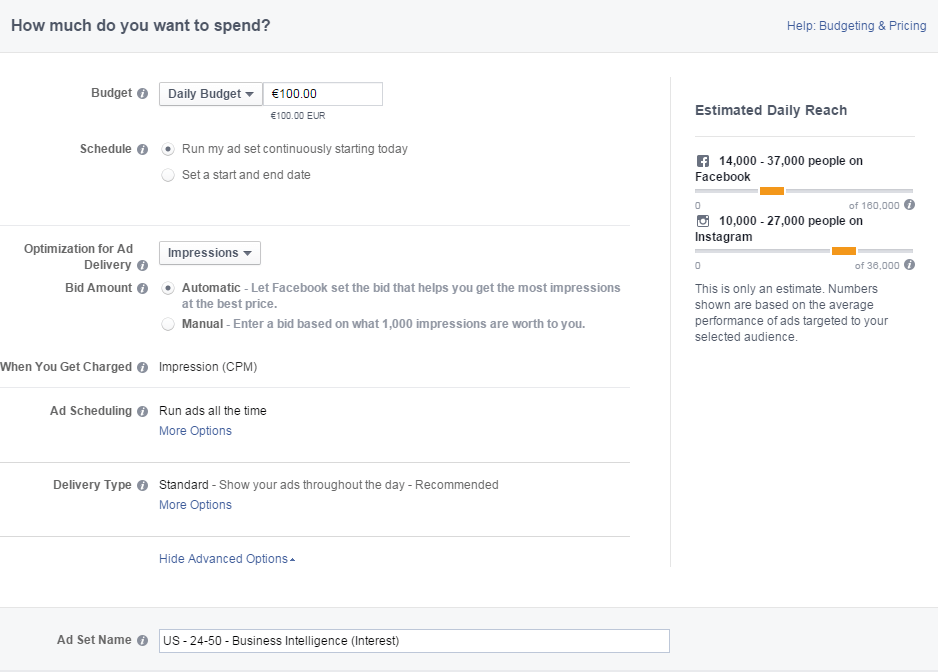 How much do you want to spend?
Help: Budgeting & Pricing
Budget
Daily Budget
€100.00
€100.00 EUR
Schedule
Run my ad set continuously starting today
Set a start and end date
Optimization for Ad
Delivery
Impressions
Bid Amount
Automatic - Let Facebook set the bid that helps you get the most impressions
at the best price.
Manual - Enter a bid based on what 1,000 impressions are worth to you.
When You Get Charged
Impression (CPM)
Ad Scheduling
Run ads all the time
More Options
Delivery Type
Standard - Show your ads throughout the day - Recommended
More Options
Hide Advanced Options
Estimated Daily Reach
14,000 - 37,000 people on
Facebook
0
of 160,000
10,000 - 27,000 people on
Instagram
0
of 36,000
This is only an estimate. Numbers
shown are based on the average
performance of ads targeted to your
selected audience.
Ad Set Name
US - 24-50 - Business Intelligence (Interest)